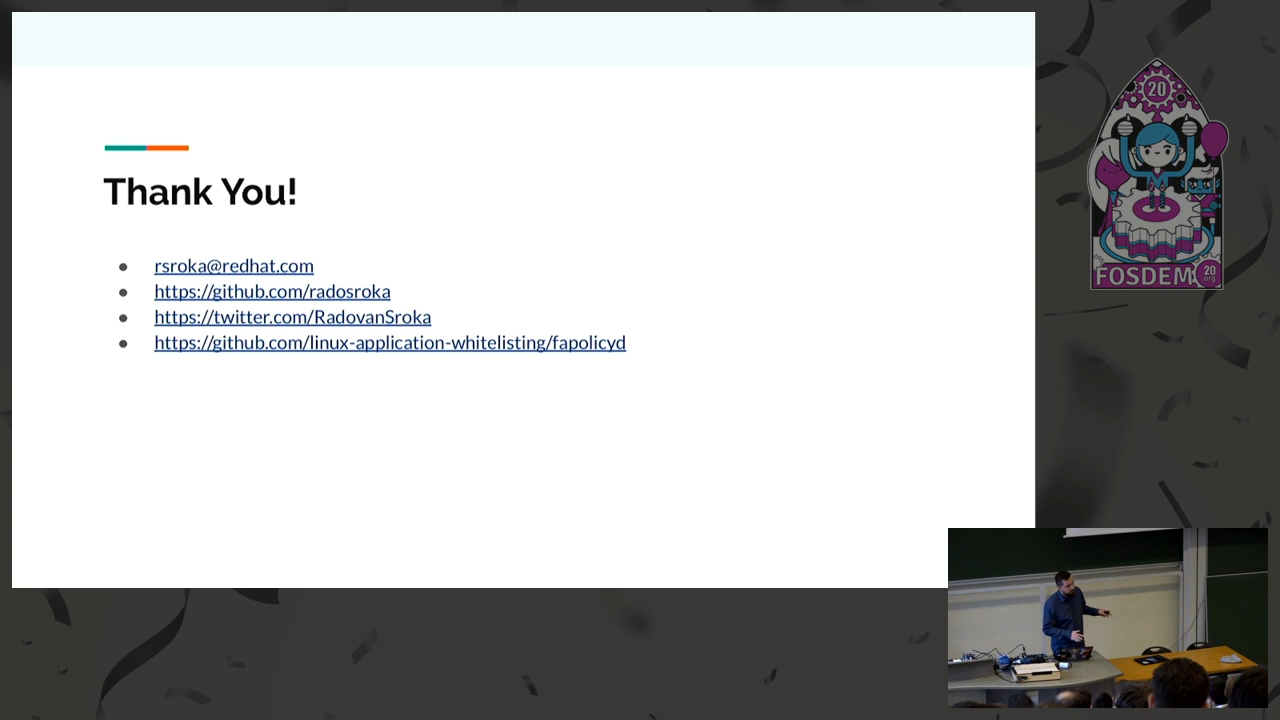 Thank You!
rsroka@redhat.com
https://github.com/radosroka
https://twitter.com/RadovanSroka
https://github.com/linux-application-whitelisting/fapolicyd
20
FOSDEM
20
.org